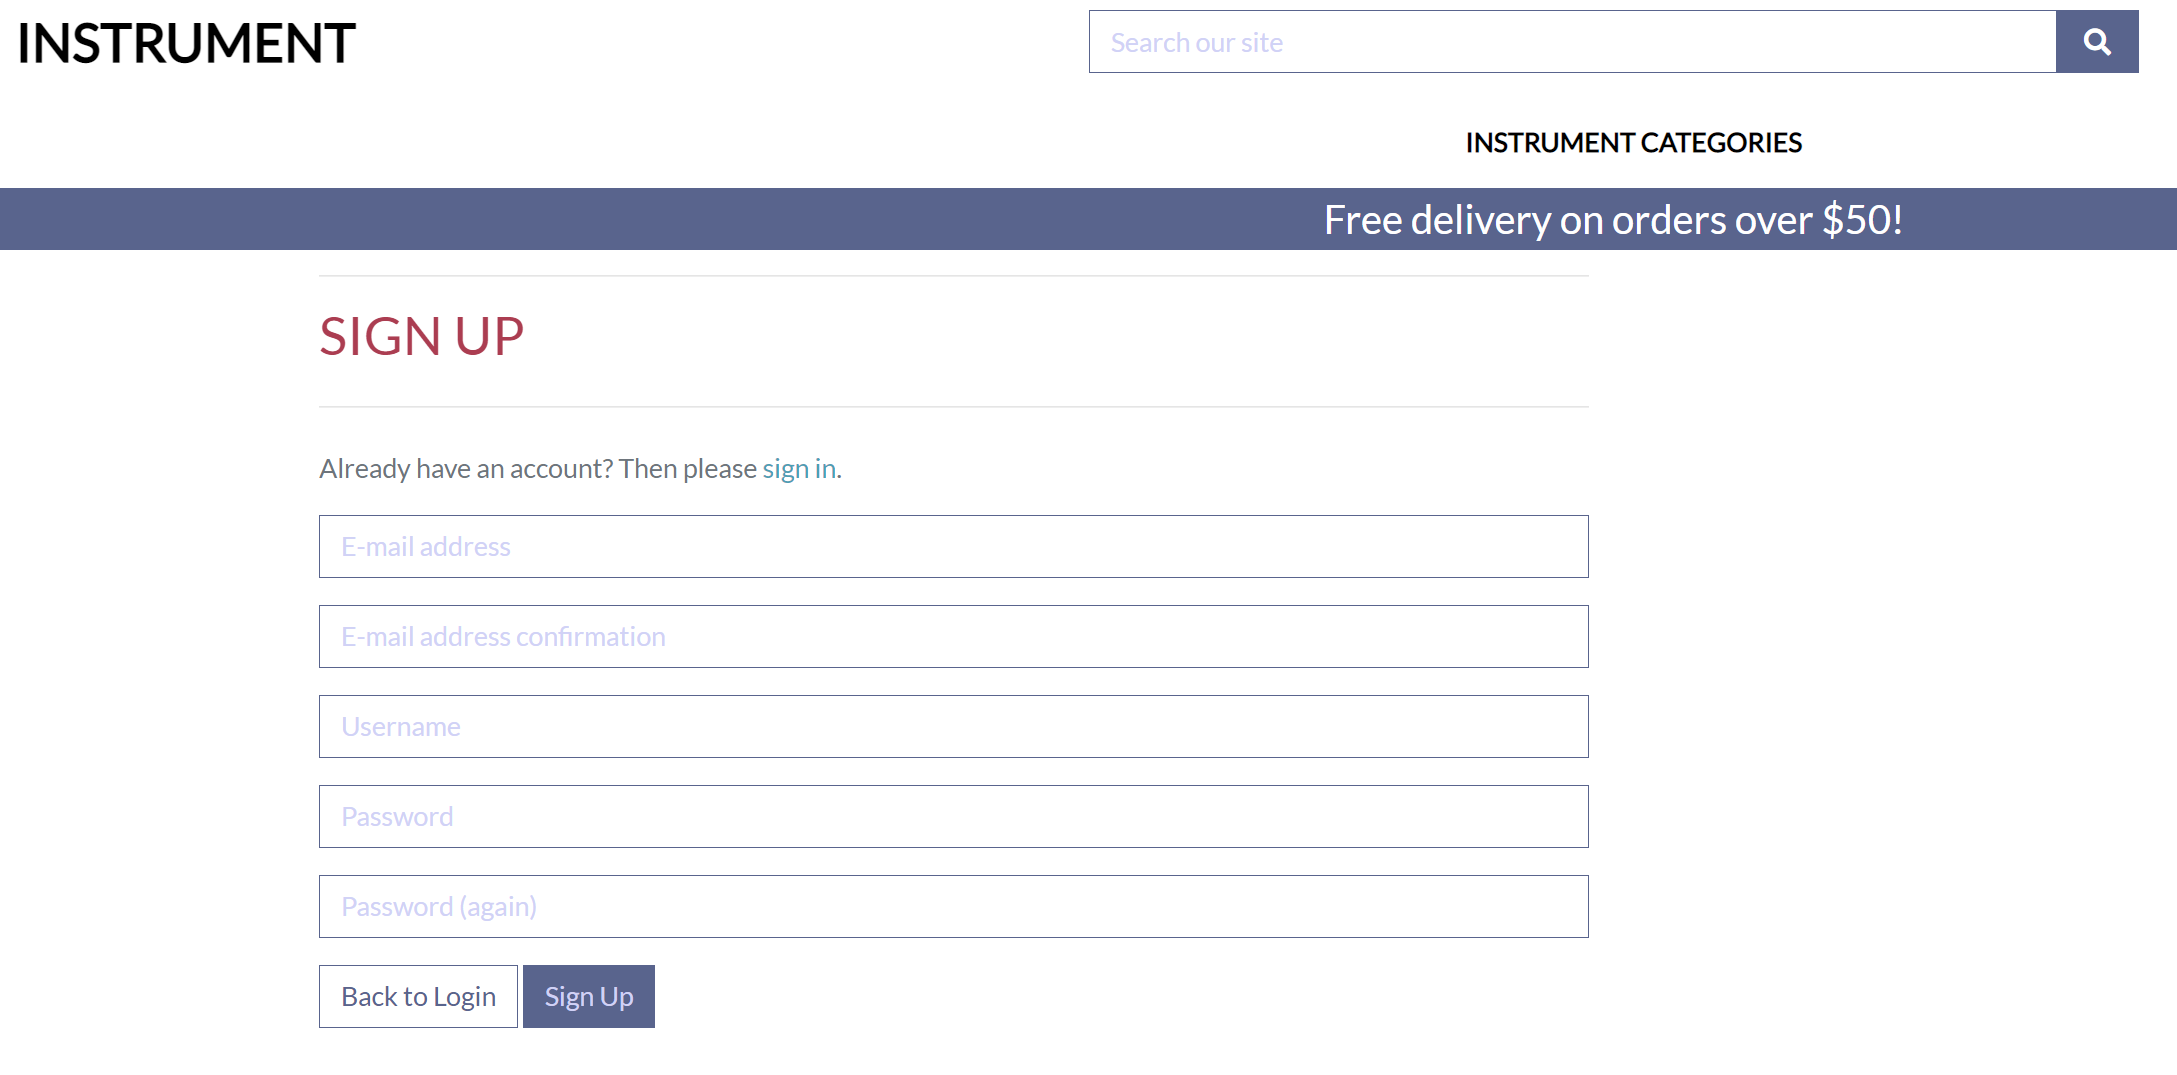 INSTRUMENT
Search our site
INSTRUMENT CATEGORIES
Free delivery on orders over $50!
SIGN UP
Already have an account? Then please sign in.
E-mail address
E-mail address confirmation
Username
Password
Password (again)
Back to Login
Sign Up